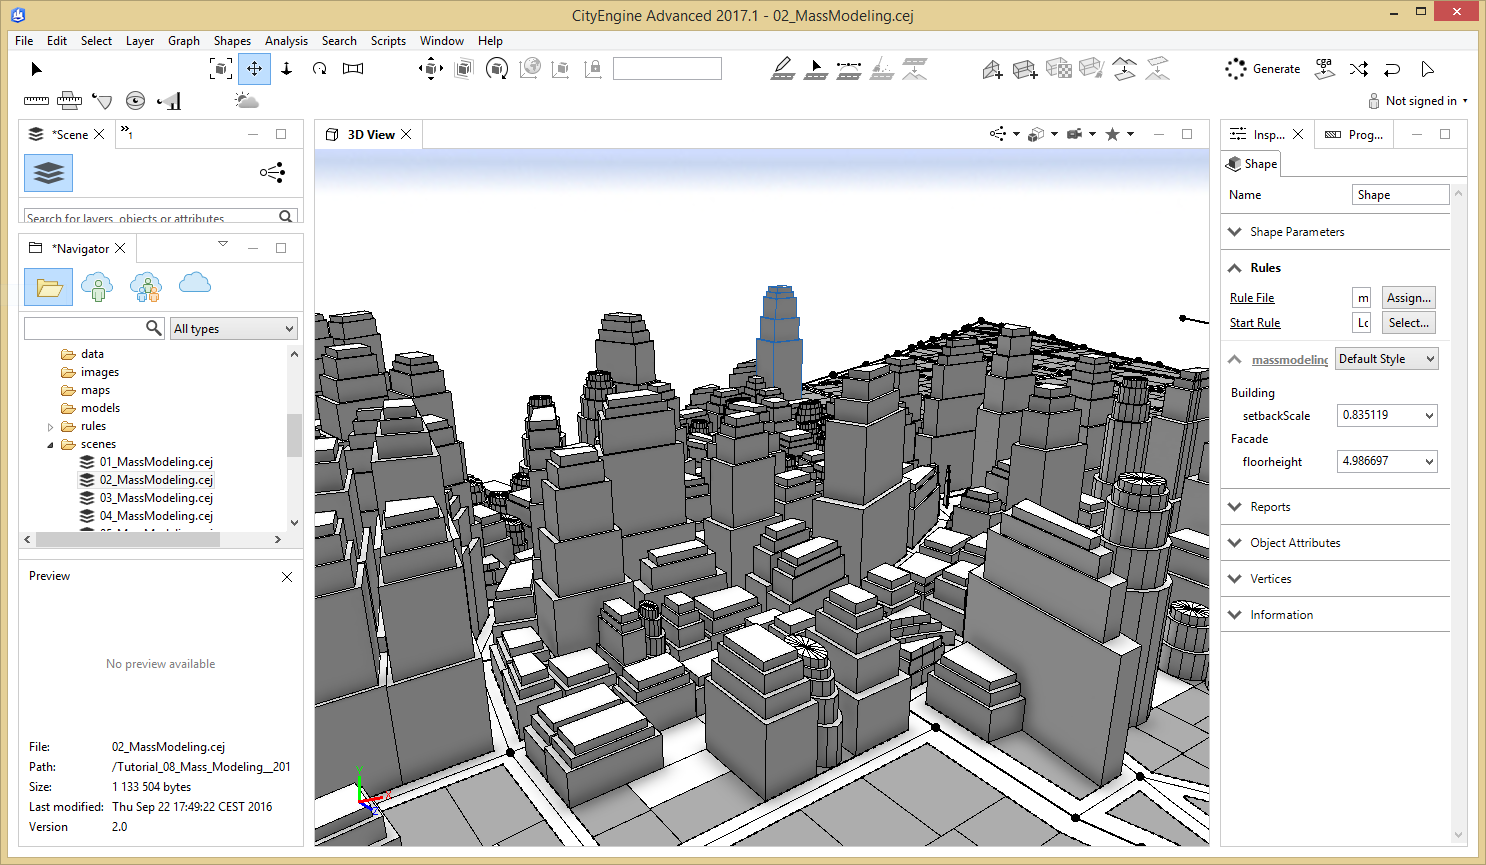 CityEngine Advanced 2017.1 - 02_MassModeling.cej
File Edit Select Layer Graph Shapes Analysis Search Scripts Window Help
Generate cga
Not signed in
*Scene
1
3D View
Insp...
Prog...
Shape
Search for layers, objects or attributes
Name Shape
Shape Parameters
*Navigator
Rules
Rule File m Assign...
Start Rule Lc Select...
All types
massmodeling Default Style
data
images
maps
models
rules
scenes
01_MassModeling.cej
02_MassModeling.cej
03_MassModeling.cej
04_MassModeling.cej
Building
setbackScale 0.835119
Facade
floorheight 4.986697
Reports
Object Attributes
Vertices
Information
Preview
No preview available
File: 02_MassModeling.cej
Path: /Tutorial_08_Mass_Modeling__201
Size: 1 133 504 bytes
Last modified: Thu Sep 22 17:49:22 CEST 2016
Version 2.0
Y
X
Z